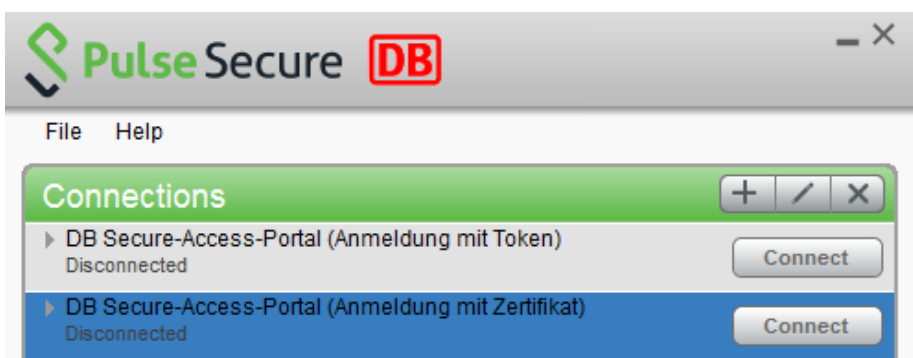 Pulse Secure DB
File Help
Connections
DB Secure-Access-Portal (Anmeldung mit Token)
Disconnected
Connect
DB Secure-Access-Portal (Anmeldung mit Zertifikat)
Disconnected
Connect